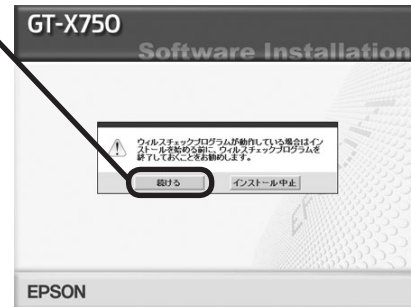 GT-X750
Software Installation
ウィルスチェックプログラムが動作している場合はイン
ストールを始める前に、ウィルスチェックプログラムを
終了しておくことをお勧めします。
続ける
インストール中止
EPSON